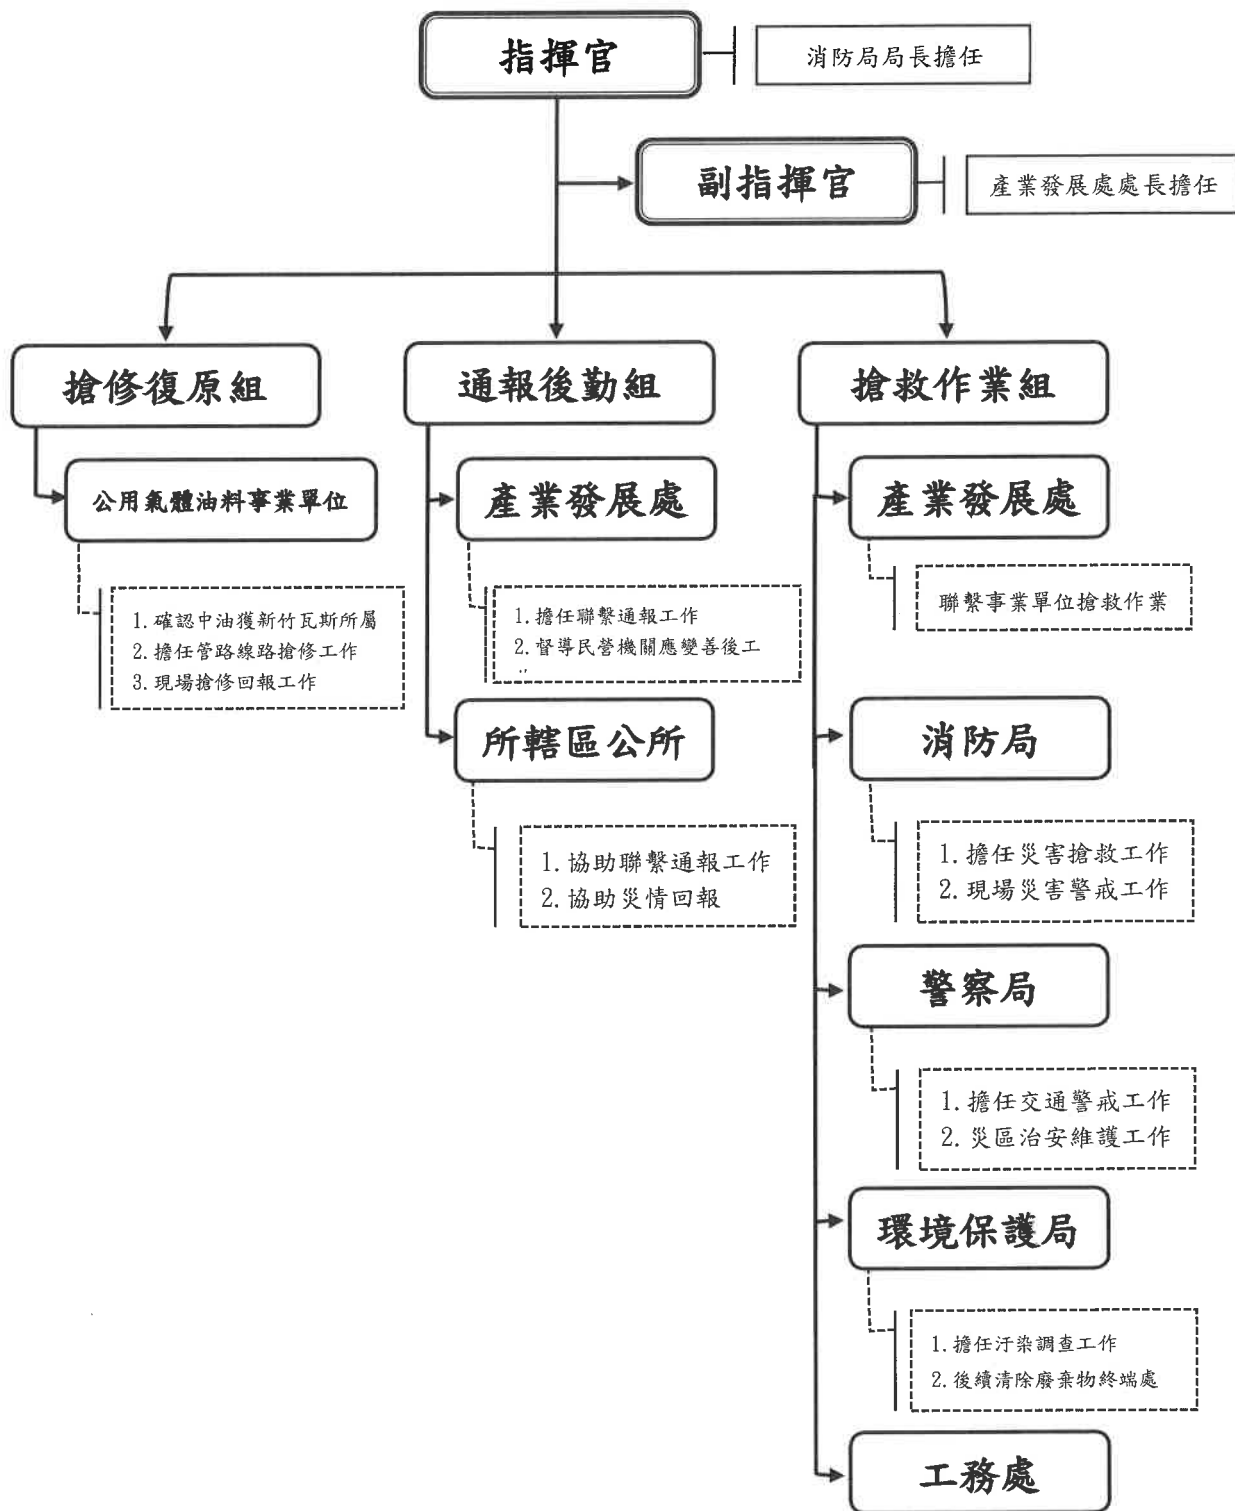 指揮官
消防局局長擔任
副指揮官
產業發展處處長擔任
搶修復原組
公用氣體油料事業單位
1.確認中油獲新竹瓦斯所屬
2.擔任管路線路搶修工作
3.現場搶修回報工作
通報後勤組
產業發展處
1.擔任聯繫通報工作
2.督導民營機關應變善後工
所轄區公所
1.協助聯繫通報工作
2.協助災情回報
搶救作業組
產業發展處
聯繫事業單位搶救作業
消防局
1.擔任災害搶救工作
2.現場災害警戒工作
警察局
1.擔任交通警戒工作
2.災區治安維護工作
環境保護局
1.擔任汙染調查工作
2.後續清除廢棄物終端處
工務處